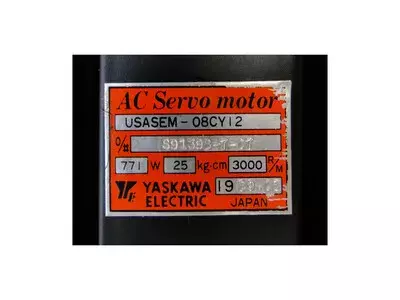 AC Servo motor
USASEM-08CY12
O/#
771 W 25 kg·cm 3000 R/M
YASKAWA 19
ELECTRIC JAPAN